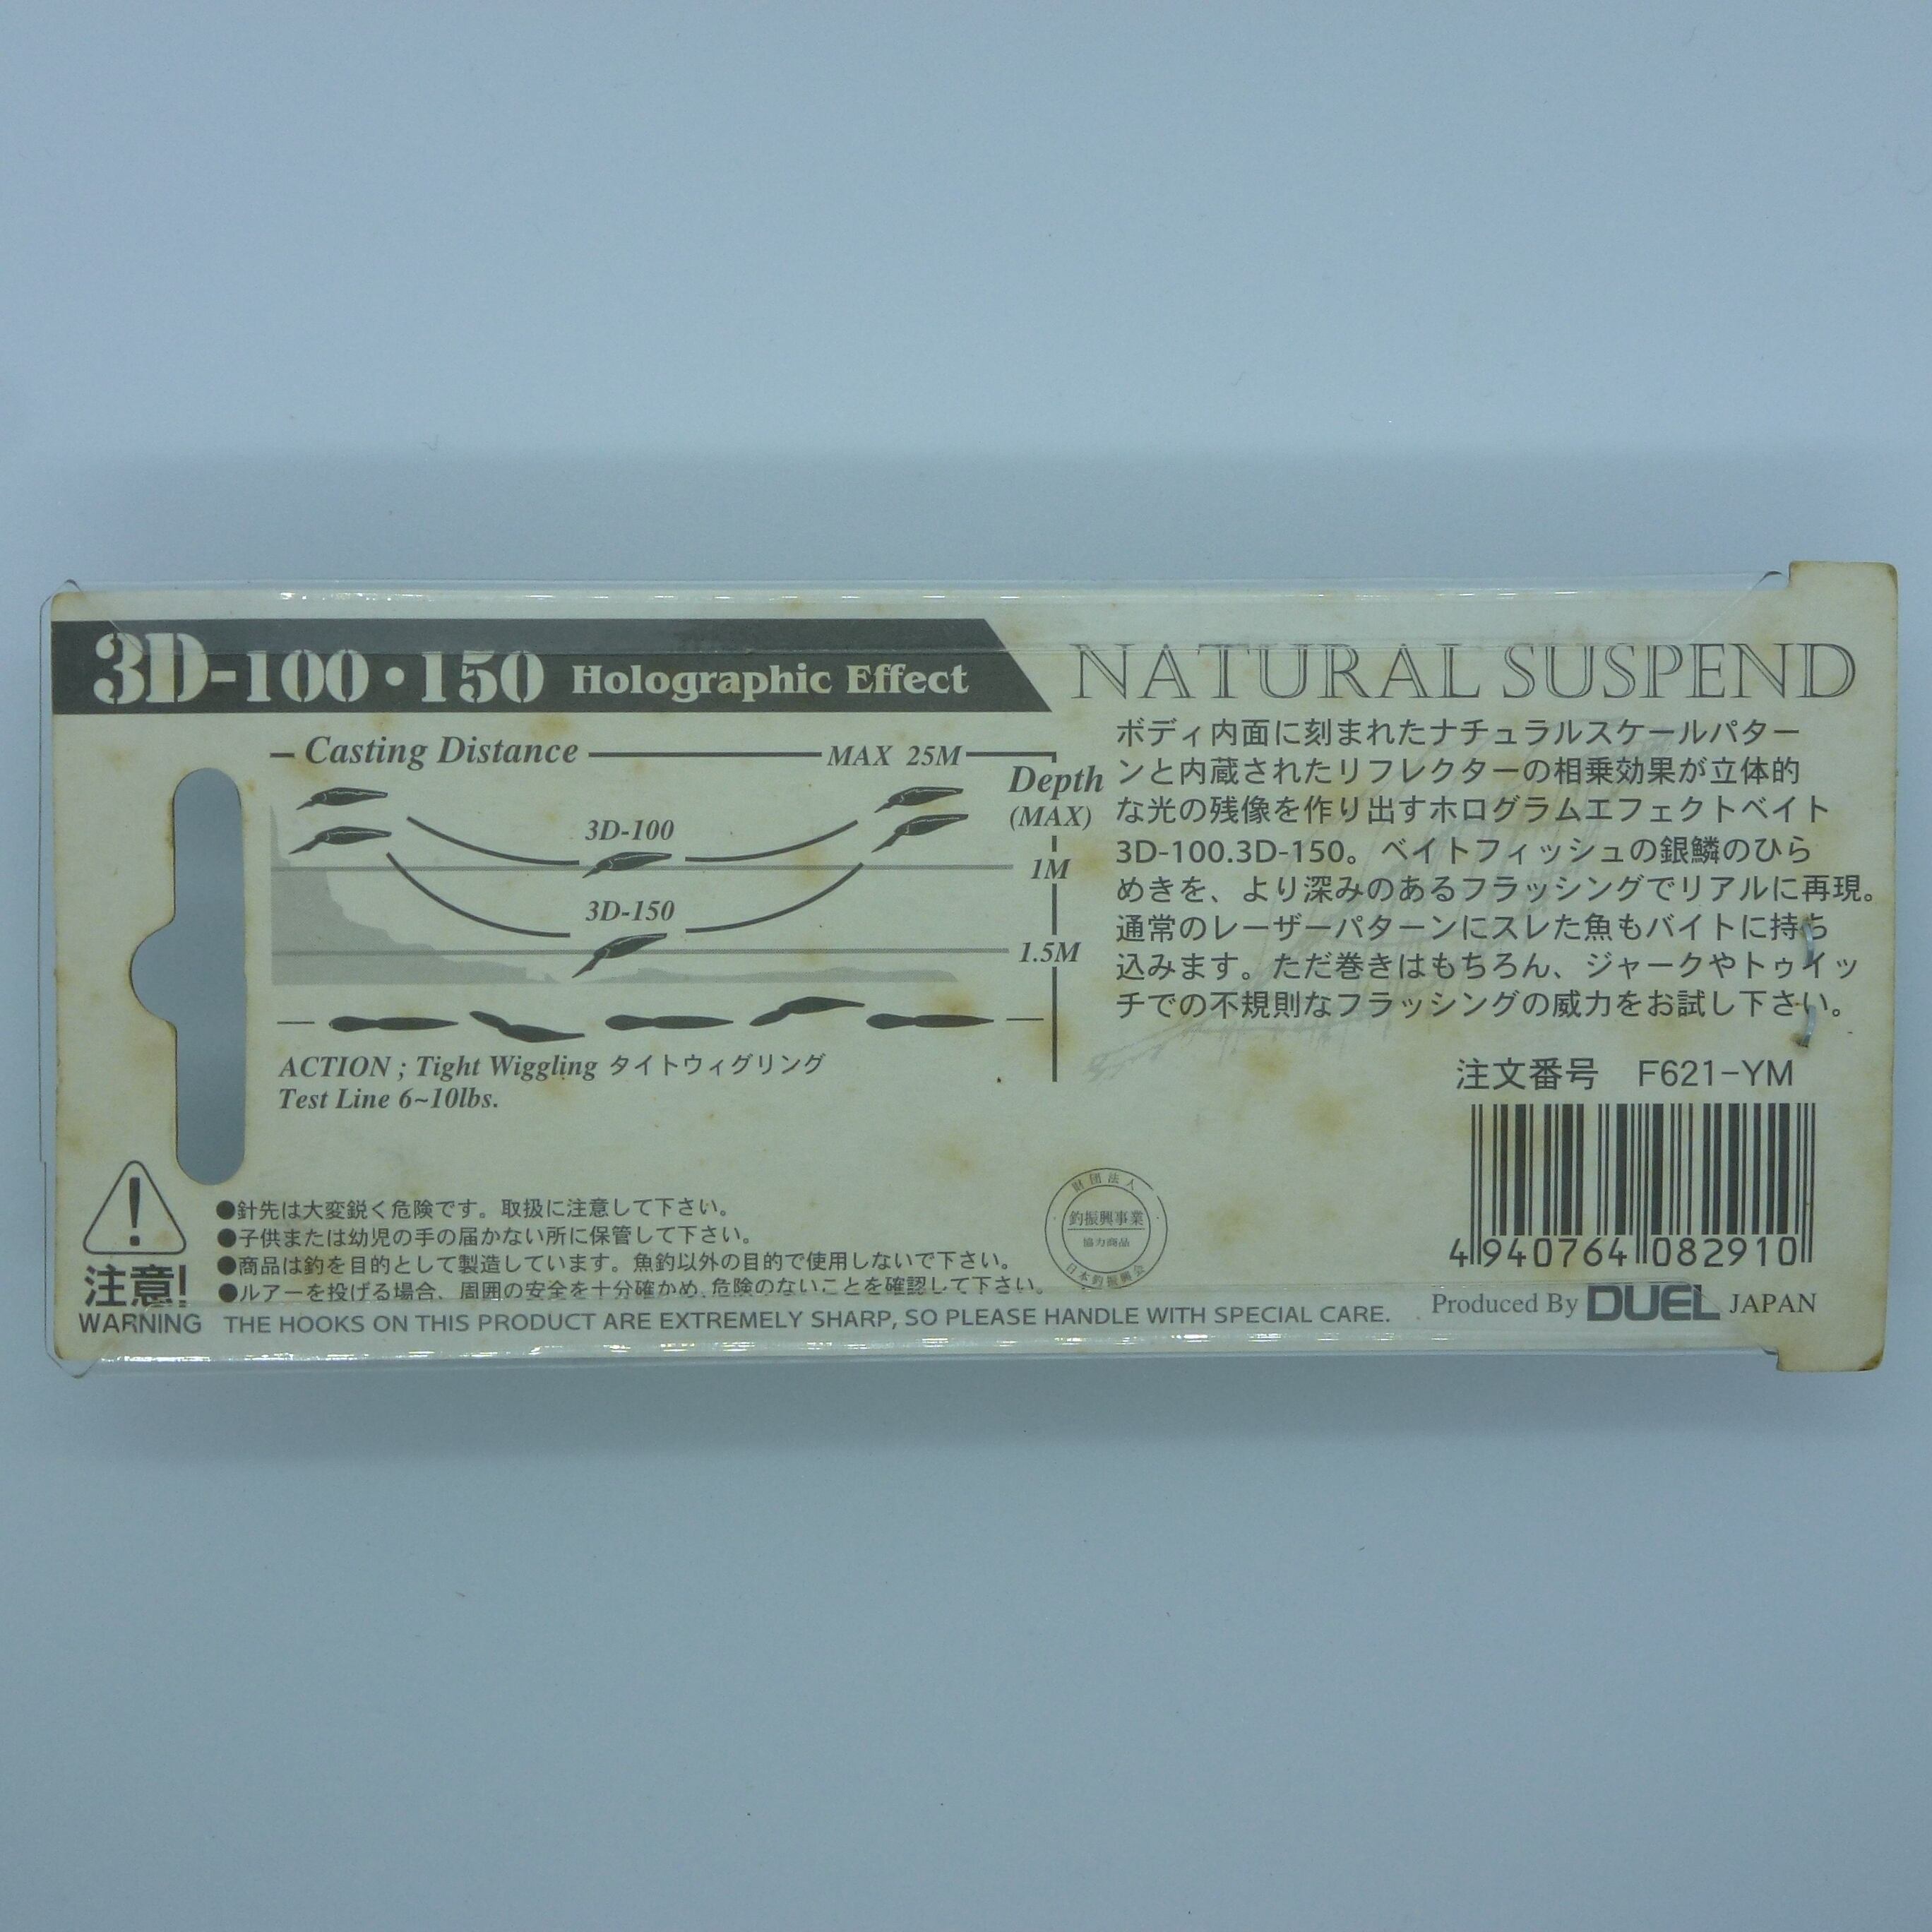 3D-100・150 Holographic Effect
NATURAL SUSPEND
Casting Distance
MAX 25M
Depth
(MAX)
3D-100
1M
3D-150
1.5M
ACTION ; Tight Wiggling タイトウィグリング
Test Line 6~10lbs.
ボディ内面に刻まれたナチュラルスケールパター
ンと内蔵されたリフレクターの相乗効果が立体的
な光の残像を作り出すホログラムエフェクトベイト
3D-100.3D-150。ベイトフィッシュの銀鱗のひら
めきを、より深みのあるフラッシングでリアルに再現。
通常のレーザーパターンにスレた魚もバイトに持ち
込みます。ただ巻きはもちろん、ジャークやトゥイッ
チでの不規則なフラッシングの威力をお試し下さい。
注文番号 F621-YM
4 940764 082910
Produced By DUEL JAPAN
財団法人
釣振興事業
協力商品
日本釣振興会
注意!
WARNING
●針先は大変鋭く危険です。取扱に注意して下さい。
●子供または幼児の手の届かない所に保管して下さい。
●商品は釣を目的として製造しています。魚釣以外の目的で使用しないで下さい。
●ルアーを投げる場合、周囲の安全を十分確かめ、危険のないことを確認して下さい。
THE HOOKS ON THIS PRODUCT ARE EXTREMELY SHARP, SO PLEASE HANDLE WITH SPECIAL CARE.